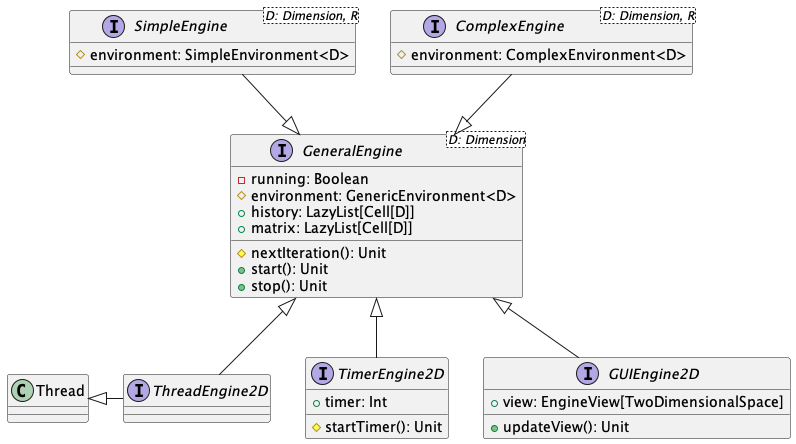 I SimpleEngine
D: Dimension, R
environment: SimpleEnvironment<D>
I ComplexEngine
D: Dimension, R
environment: ComplexEnvironment<D>
I GeneralEngine
D: Dimension
running: Boolean
environment: GenericEnvironment<D>
history: LazyList[Cell[D]]
matrix: LazyList[Cell[D]]
nextIteration(): Unit
start(): Unit
stop(): Unit
C Thread
I ThreadEngine2D
I TimerEngine2D
timer: Int
startTimer(): Unit
I GUIEngine2D
view: EngineView[TwoDimensionalSpace]
updateView(): Unit